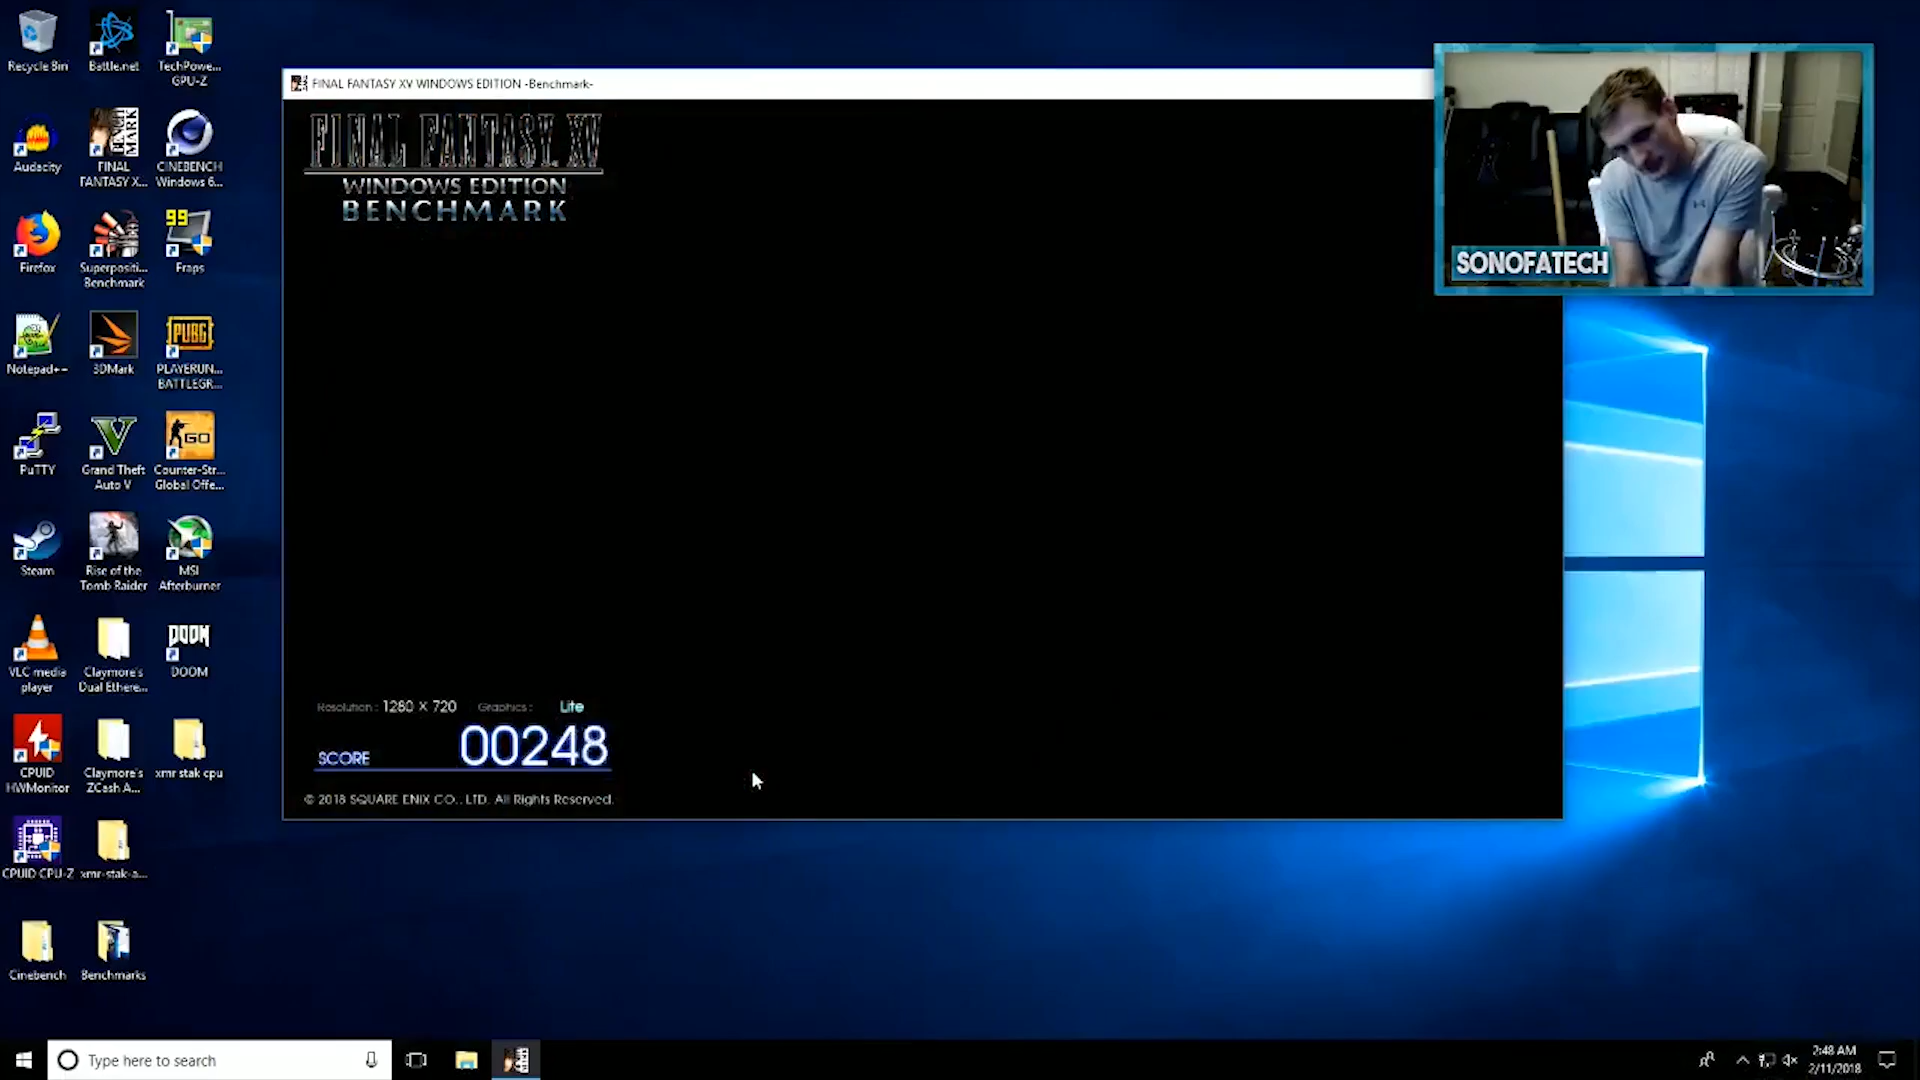 Recycle Bin
Battle.net
TechPowe...
GPU-Z
Audacity
FINAL
FANTASY X...
CINEBENCH
Windows 6...
Firefox
Superpositi...
Benchmark
99
Fraps
Notepad++
3DMark
PUBG
PLAYERUN...
BATTLEGR...
PuTTY
Grand Theft
Auto V
GO
Counter-Str...
Global Offe...
Steam
Rise of the
Tomb Raider
MSI
Afterburner
VLC media
player
Claymore's
Dual Ethere...
DOOM
DOOM
CPUID
HWMonitor
Claymore's
ZCash A...
xmr stak cpu
CPUID CPU-Z
xmr-stak-a...
Cinebench
Benchmarks
FINAL FANTASY XV WINDOWS EDITION -Benchmark-
FINAL FANTASY XV
WINDOWS EDITION
BENCHMARK
SONOFATECH
Resolution : 1280 X 720 Graphics : Lite
SCORE 00248
© 2018 SQUARE ENIX CO., LTD. All Rights Reserved.
Type here to search
2:48 AM
2/11/2018